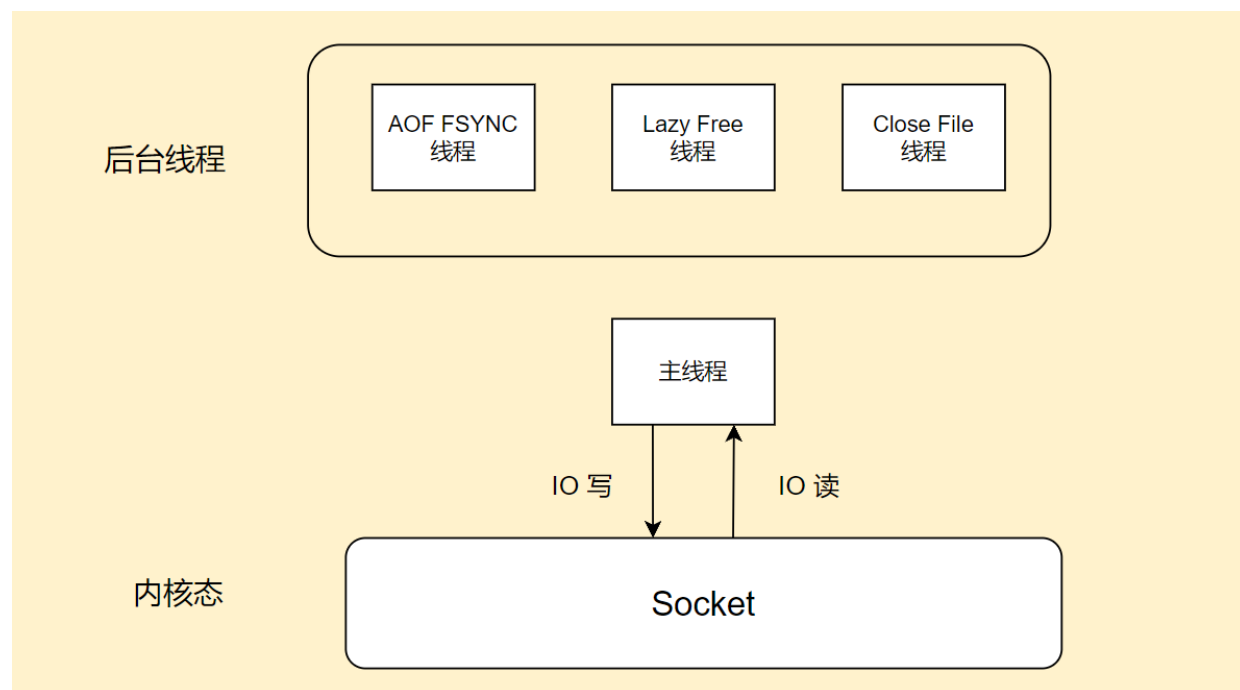 后台线程
AOF FSYNC
线程
Lazy Free
线程
Close File
线程
主线程
IO 写
IO 读
内核态
Socket